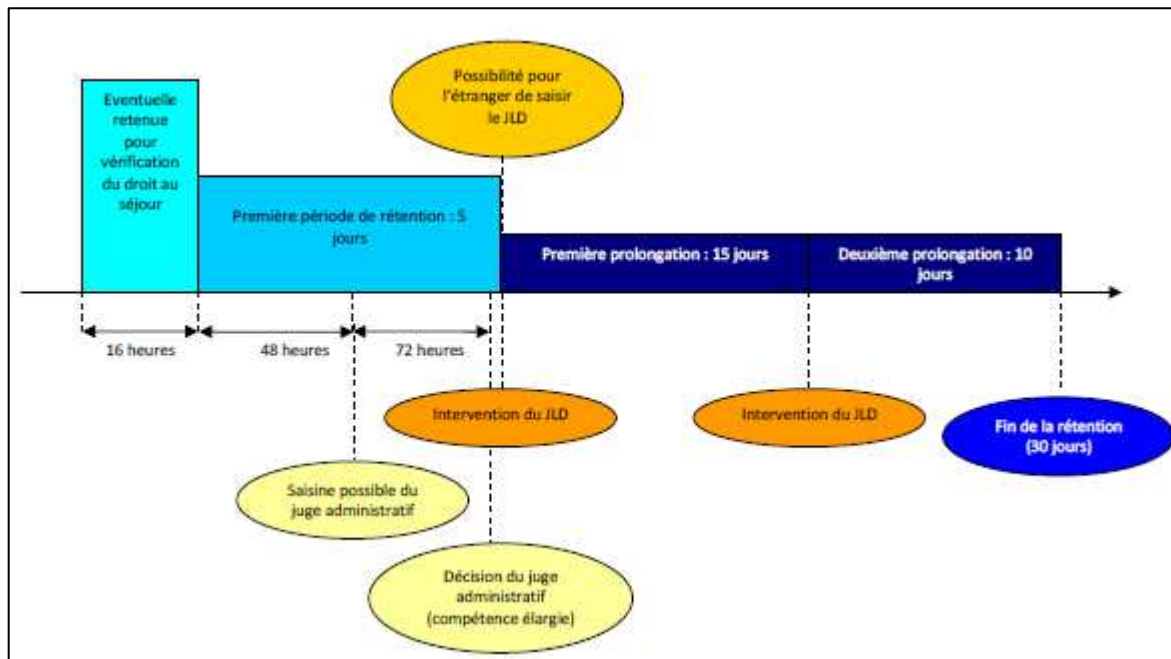 Possibilité pour
l'étranger de saisir
le JLD
Eventuelle
retenue
pour
vérification
du droit au
séjour
Première période de rétention : 5
jours
Première prolongation : 15 jours
Deuxième prolongation : 10
jours
16 heures
48 heures
72 heures
Intervention du JLD
Intervention du JLD
Fin de la rétention
(30 jours)
Saisine possible du
juge administratif
Décision du juge
administratif
(compétence élargie)